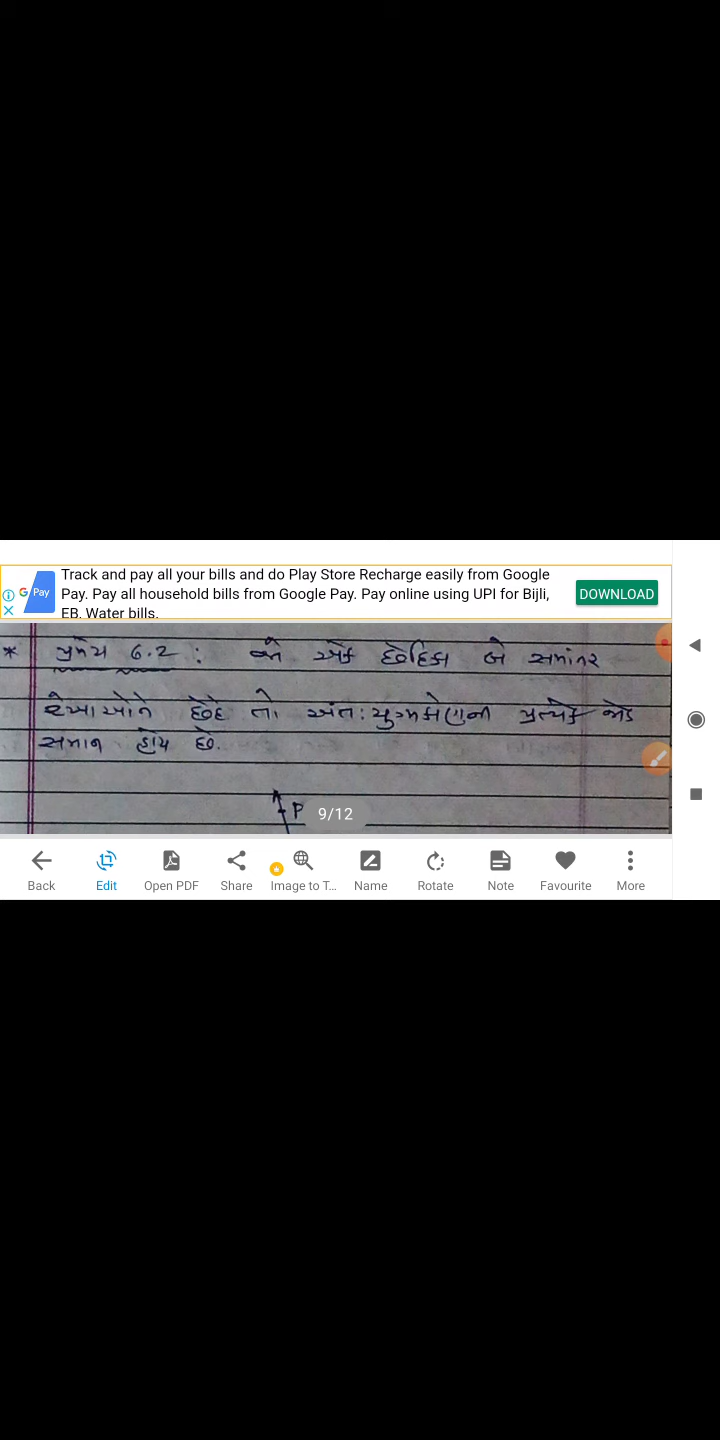 Track and pay all your bills and do Play Store Recharge easily from Google
Pay. Pay all household bills from Google Pay. Pay online using UPI for Bijli,
EB, Water bills.
G Pay
DOWNLOAD
* પ્રમેય 6.2 : જો એક છેદિકા બે સમાંતર
રેખાઓને છેદે તો અંતઃયુગ્મકોણની પ્રત્યેક જોડ
સમાન હોય છે.
P
9/12
Back Edit Open PDF Share Image to T... Name Rotate Note Favourite More